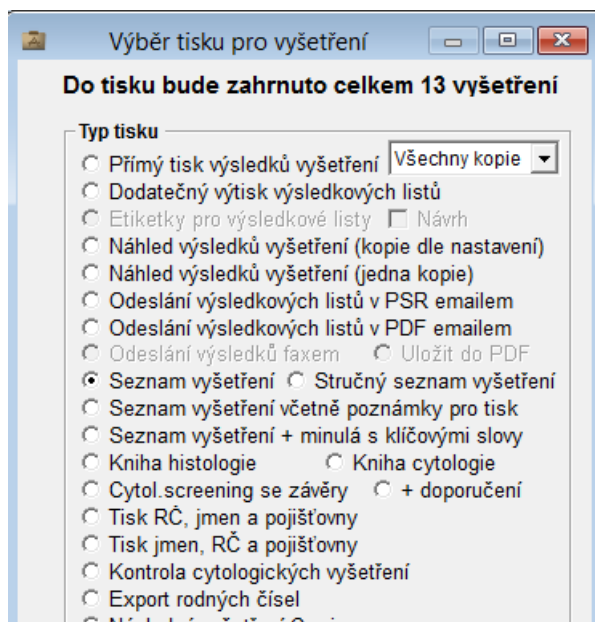 Výběr tisku pro vyšetření
Do tisku bude zahrnuto celkem 13 vyšetření
Typ tisku
Přímý tisk výsledků vyšetření Všechny kopie
Dodatečný výtisk výsledkových listů
Etiketky pro výsledkové listy Návrh
Náhled výsledků vyšetření (kopie dle nastavení)
Náhled výsledků vyšetření (jedna kopie)
Odeslání výsledkových listů v PSR emailem
Odeslání výsledkových listů v PDF emailem
Odeslání výsledků faxem Uložit do PDF
Seznam vyšetření Stručný seznam vyšetření
Seznam vyšetření včetně poznámky pro tisk
Seznam vyšetření + minulá s klíčovými slovy
Kniha histologie Kniha cytologie
Cytol.screening se závěry + doporučení
Tisk RČ, jmen a pojišťovny
Tisk jmen, RČ a pojišťovny
Kontrola cytologických vyšetření
Export rodných čísel